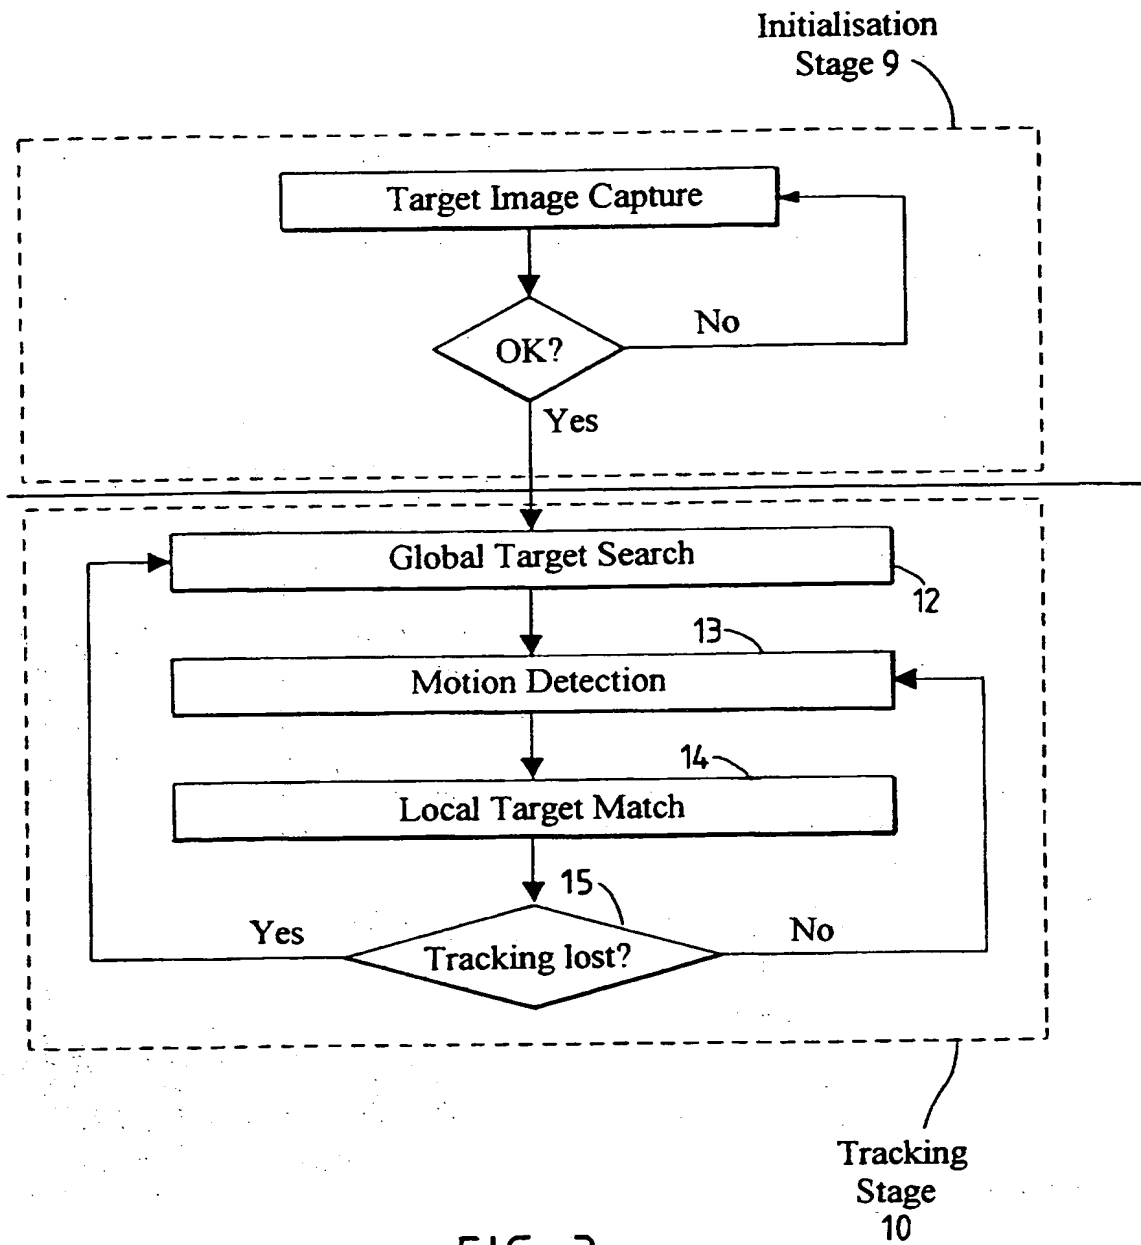 Initialisation
Stage 9
Target Image Capture
No
OK?
Yes
Global Target Search
12
13
Motion Detection
14
Local Target Match
15
Yes
No
Tracking lost?
Tracking
Stage
10